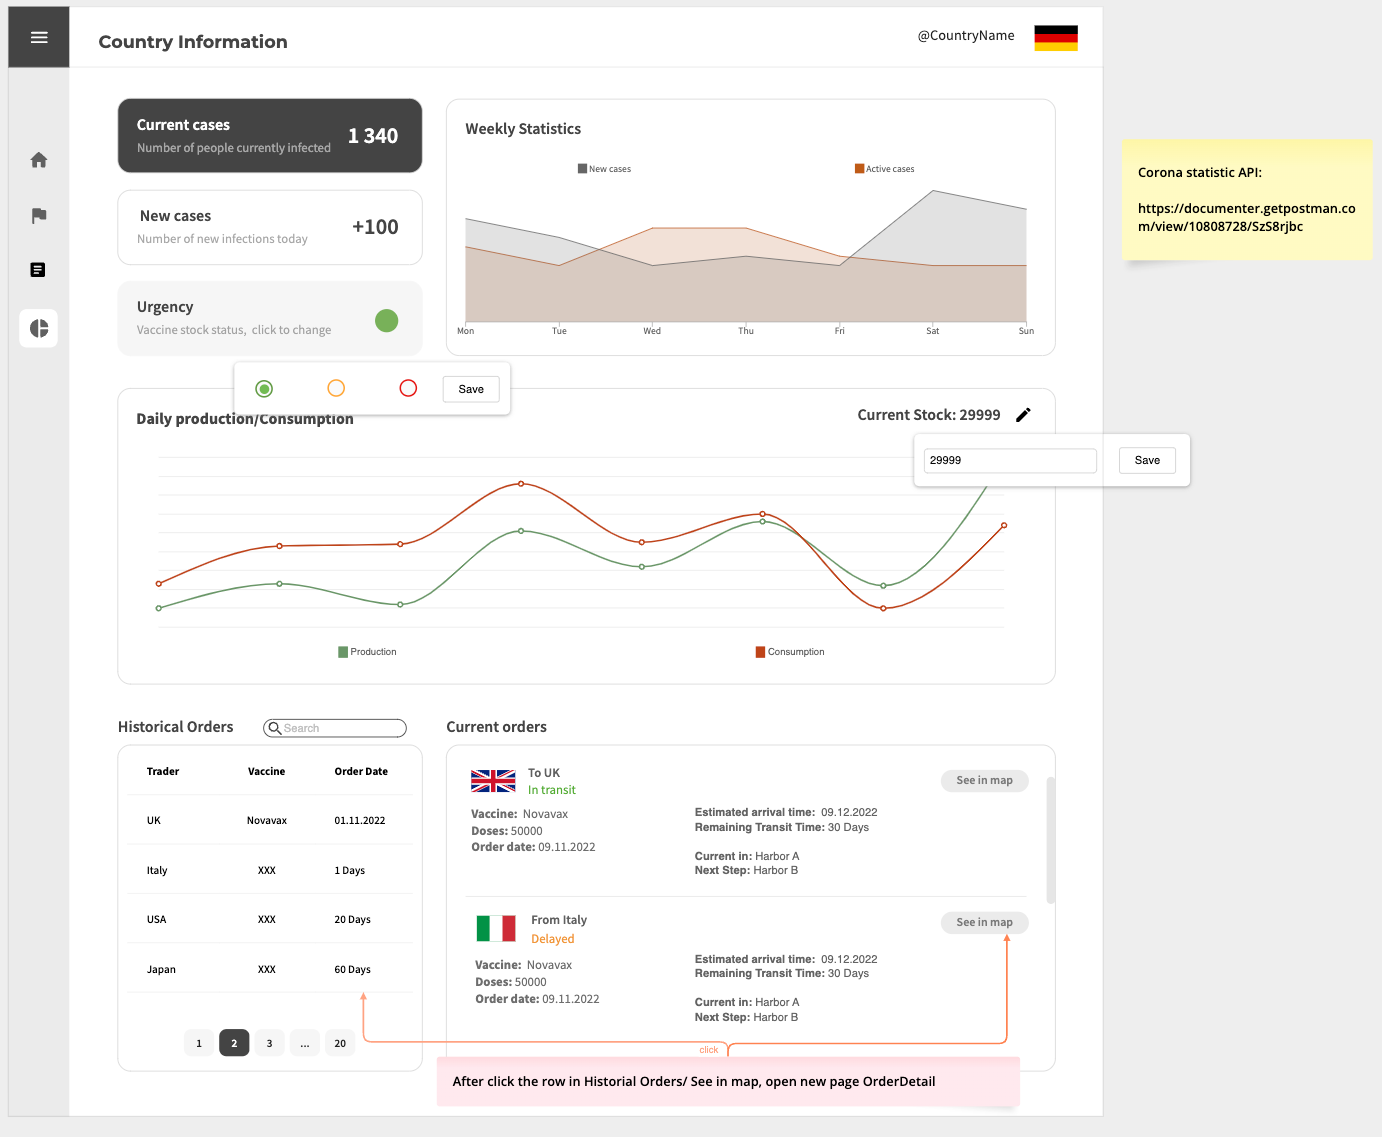 Country Information
@CountryName
Current cases
Number of people currently infected
1 340
New cases
Number of new infections today
+100
Urgency
Vaccine stock status, click to change
Save
Weekly Statistics
New cases
Active cases
Mon
Tue
Wed
Thu
Fri
Sat
Sun
Corona statistic API:
https://documenter.getpostman.co
m/view/10808728/SzS8rjbc
Daily production/Consumption
Current Stock: 29999
29999
Save
Production
Consumption
Historical Orders
Search
Trader Vaccine Order Date
UK Novavax 01.11.2022
Italy XXX 1 Days
USA XXX 20 Days
Japan XXX 60 Days
1 2 3 ... 20
Current orders
To UK
In transit
See in map
Vaccine: Novavax
Doses: 50000
Order date: 09.11.2022
Estimated arrival time: 09.12.2022
Remaining Transit Time: 30 Days
Current in: Harbor A
Next Step: Harbor B
From Italy
Delayed
See in map
Vaccine: Novavax
Doses: 50000
Order date: 09.11.2022
Estimated arrival time: 09.12.2022
Remaining Transit Time: 30 Days
Current in: Harbor A
Next Step: Harbor B
click
After click the row in Historial Orders/ See in map, open new page OrderDetail